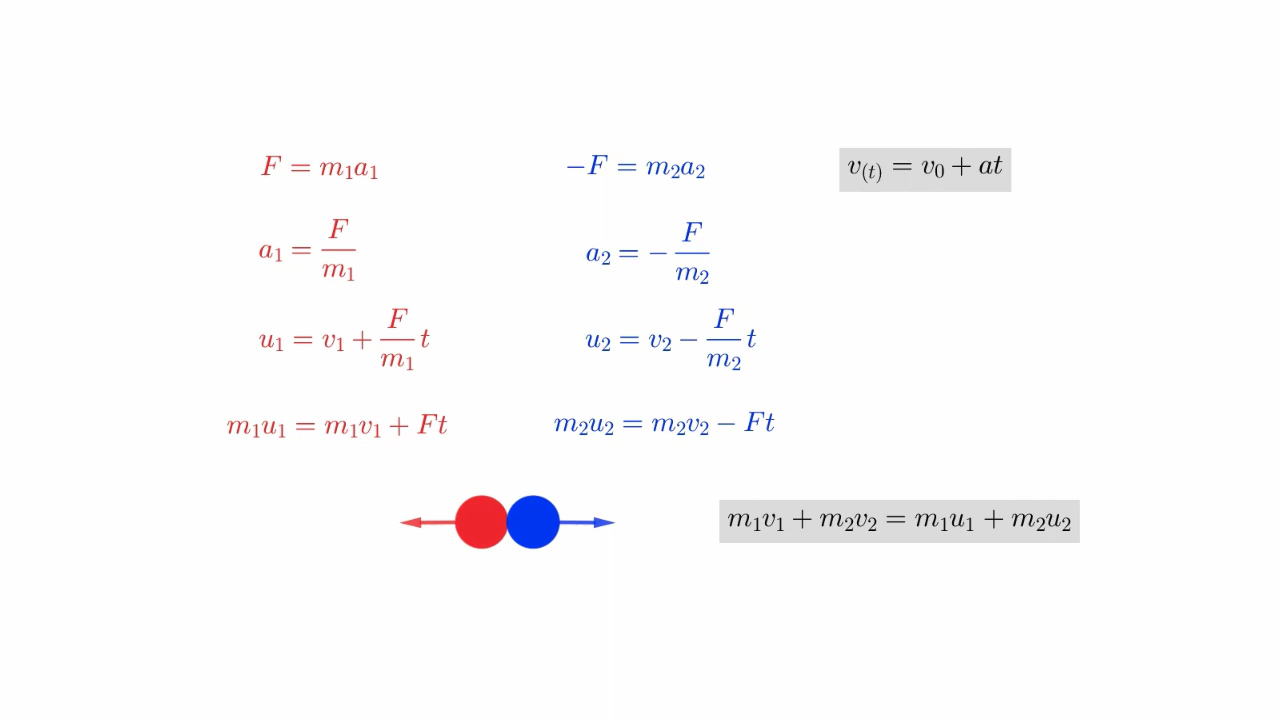 F = m₁a₁
−F = m₂a₂
v₍ₜ₎ = v₀ + at
a₁ = F/m₁
a₂ = −F/m₂
u₁ = v₁ + F/m₁ t
u₂ = v₂ − F/m₂ t
m₁u₁ = m₁v₁ + Ft
m₂u₂ = m₂v₂ − Ft
m₁v₁ + m₂v₂ = m₁u₁ + m₂u₂